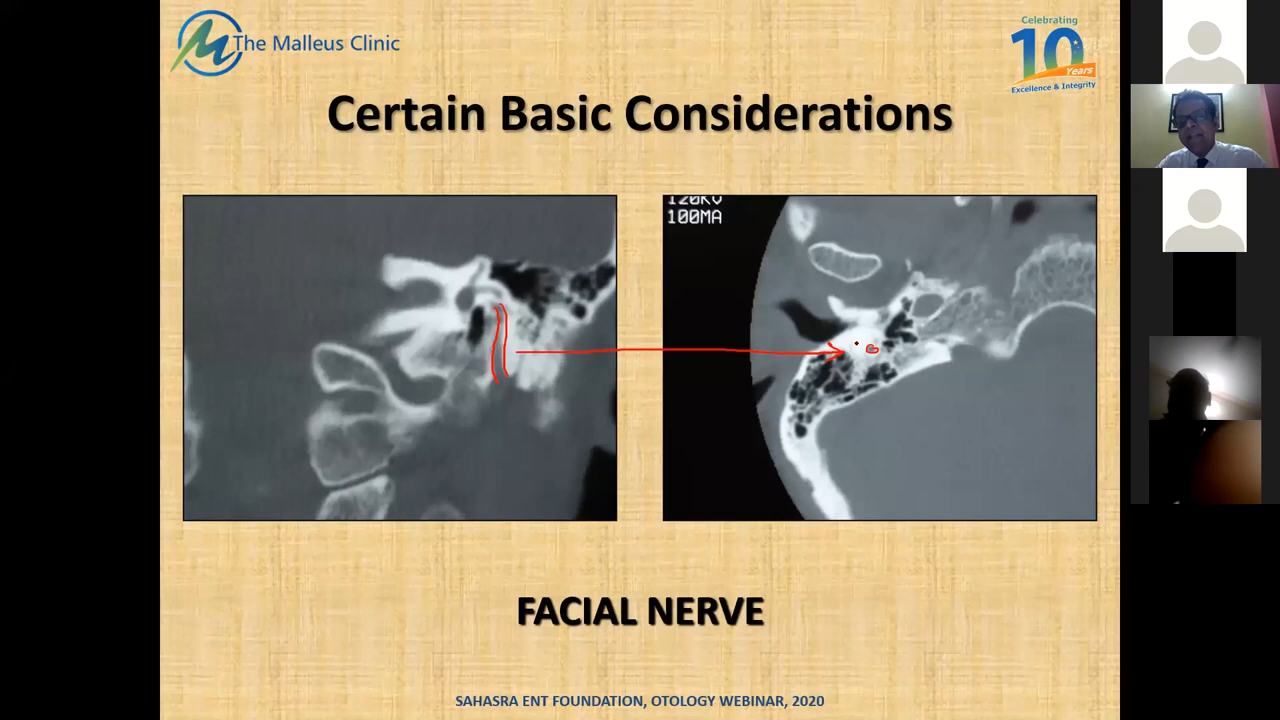 The Malleus Clinic
Celebrating
10
Years
Excellence & Integrity
Certain Basic Considerations
120KV
100MA
FACIAL NERVE
SAHASRA ENT FOUNDATION, OTOLOGY WEBINAR, 2020